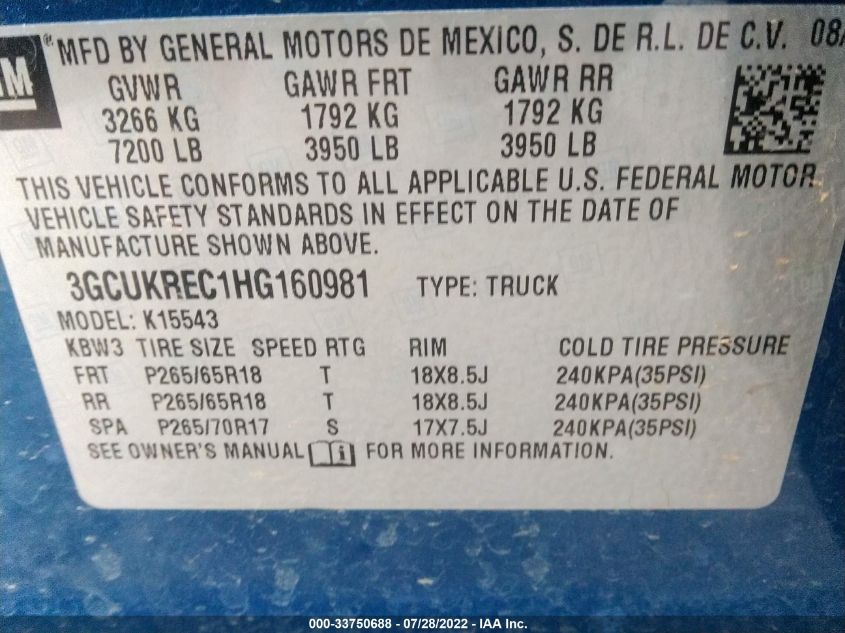 GM® MFD BY GENERAL MOTORS DE MEXICO, S. DE R.L. DE C.V. 08/
GVWR GAWR FRT GAWR RR
3266 KG 1792 KG 1792 KG
7200 LB 3950 LB 3950 LB
THIS VEHICLE CONFORMS TO ALL APPLICABLE U.S. FEDERAL MOTOR
VEHICLE SAFETY STANDARDS IN EFFECT ON THE DATE OF
MANUFACTURE SHOWN ABOVE.
3GCUKREC1HG160981 TYPE: TRUCK
MODEL: K15543
KBW3 TIRE SIZE SPEED RTG RIM COLD TIRE PRESSURE
FRT P265/65R18 T 18X8.5J 240KPA(35PSI)
RR P265/65R18 T 18X8.5J 240KPA(35PSI)
SPA P265/70R17 S 17X7.5J 240KPA(35PSI)
SEE OWNER'S MANUAL FOR MORE INFORMATION.
000-33750688 - 07/28/2022 - IAA Inc.